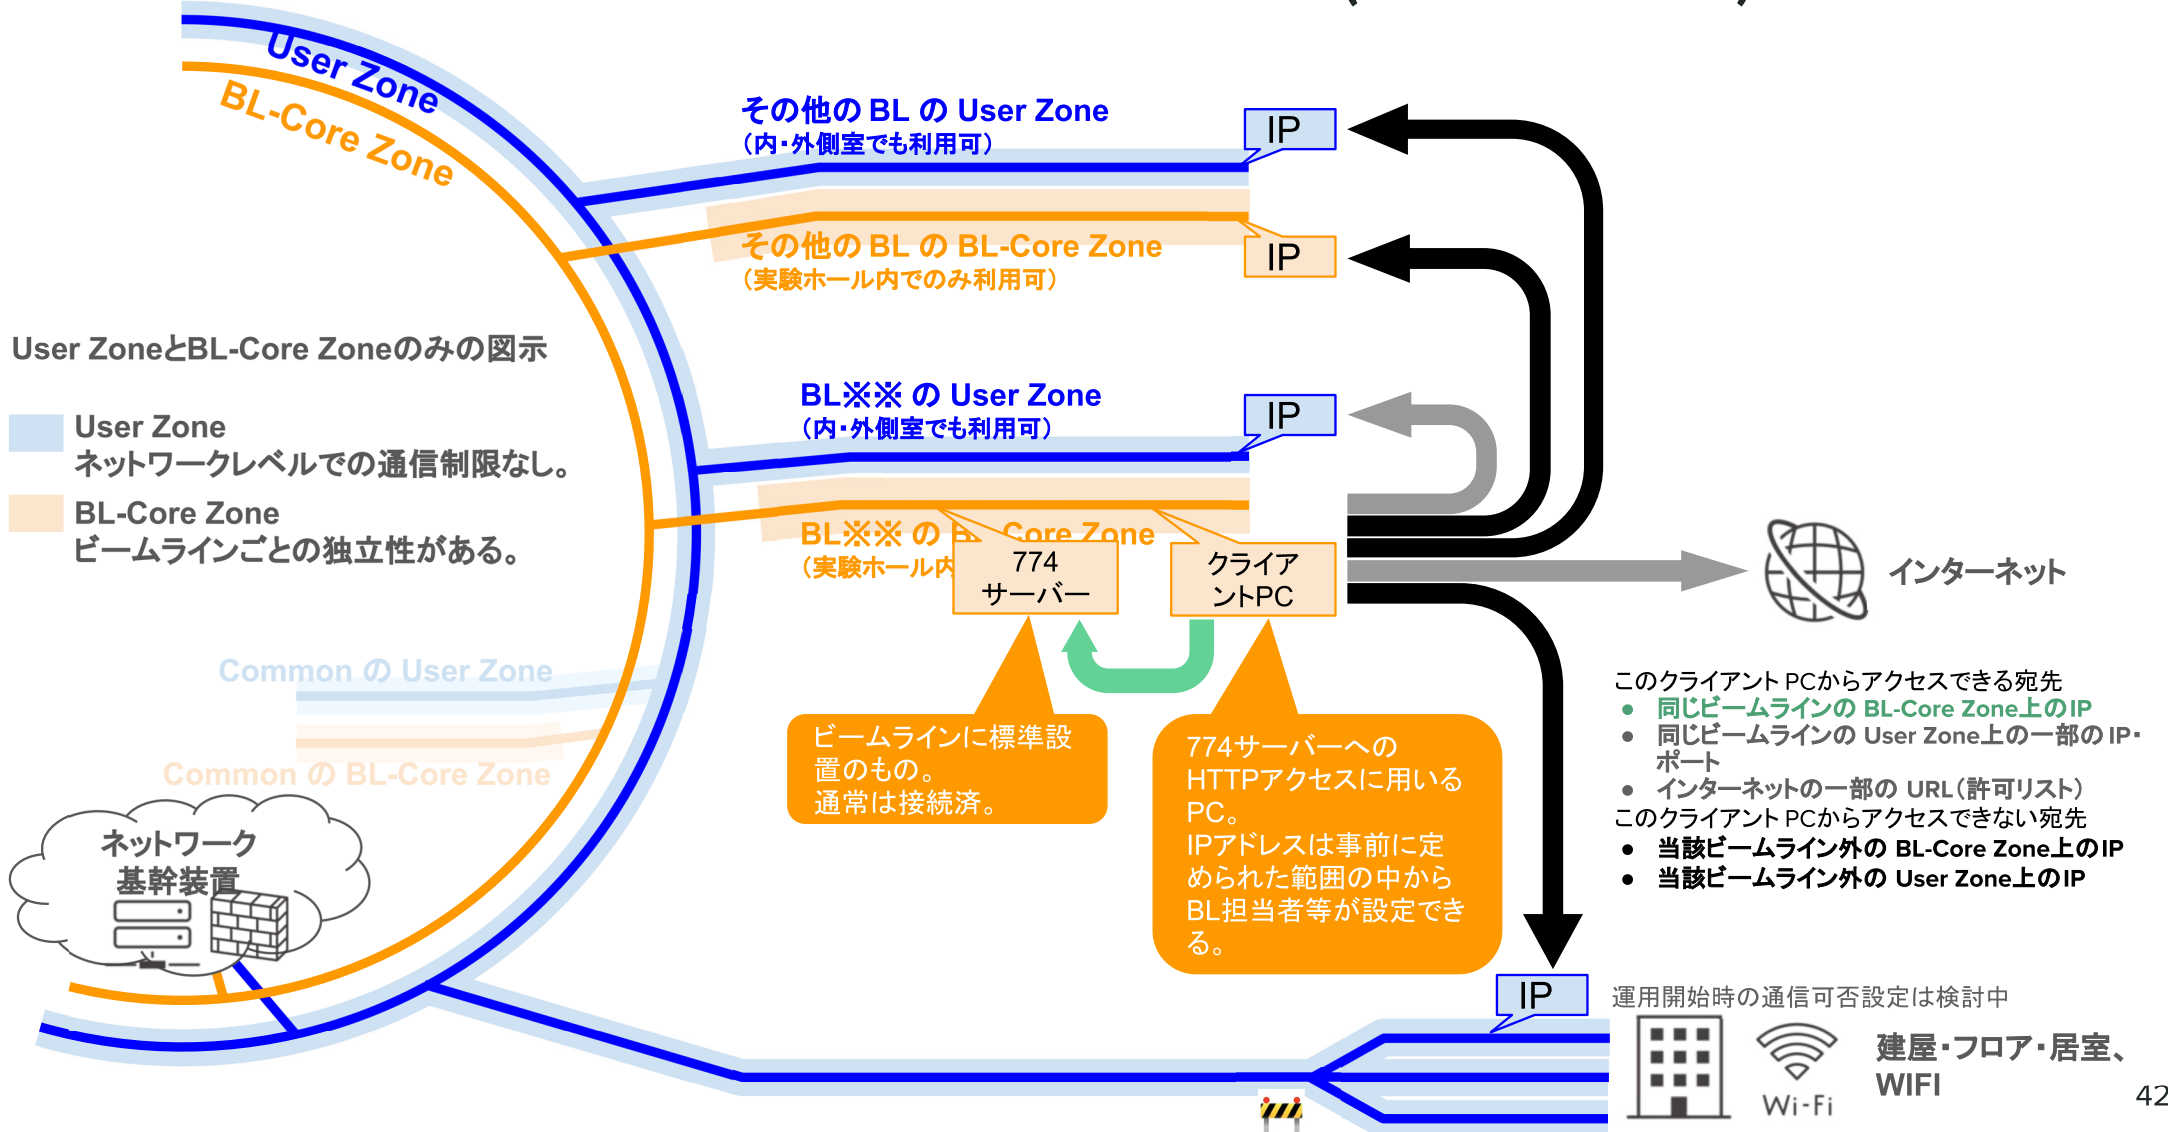 User Zone
BL-Core Zone
その他の BL の User Zone
（内・外側室でも利用可）
IP
その他の BL の BL-Core Zone
（実験ホール内でのみ利用可）
IP
User ZoneとBL-Core Zoneのみの図示
User Zone
ネットワークレベルでの通信制限なし。
BL-Core Zone
ビームラインごとの独立性がある。
BL※※ の User Zone
（内・外側室でも利用可）
IP
BL※※ の B Core Zone
（実験ホール内
774
サーバー
クライア
ントPC
インターネット
Common の User Zone
Common の BL-Core Zone
ビームラインに標準設
置のもの。
通常は接続済。
774サーバーへの
HTTPアクセスに用いる
PC。
IPアドレスは事前に定
められた範囲の中から
BL担当者等が設定でき
る。
このクライアント PCからアクセスできる宛先
● 同じビームラインの BL-Core Zone上のIP
● 同じビームラインの User Zone上の一部の IP・
ポート
● インターネットの一部の URL（許可リスト）
このクライアント PCからアクセスできない宛先
● 当該ビームライン外の BL-Core Zone上のIP
● 当該ビームライン外の User Zone上のIP
ネットワーク
基幹装置
IP
運用開始時の通信可否設定は検討中
建屋・フロア・居室、
WIFI
Wi-Fi
42